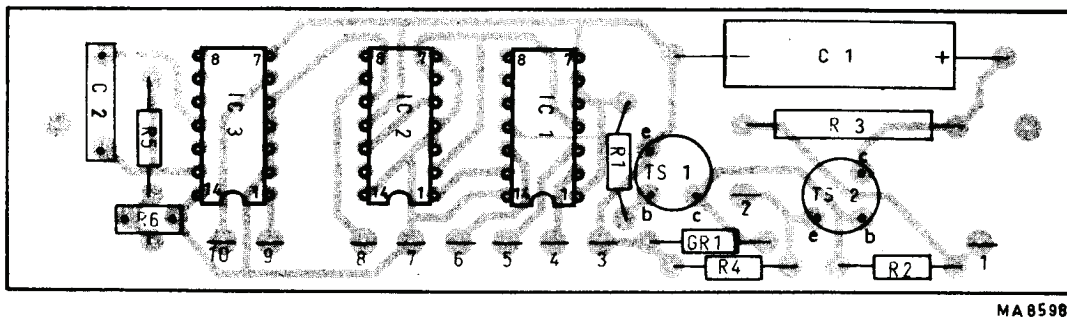 C 2
R5
R6
8 7
IC 3
14 1
8 7
IC 2
14 1
8 7
IC 1
14 1
R1
e
TS 1
b c
C 1
- +
R 3
c
TS 2
e b
GR1
R4
R2
10 9 8 7 6 5 4 3 2 1
MA8598